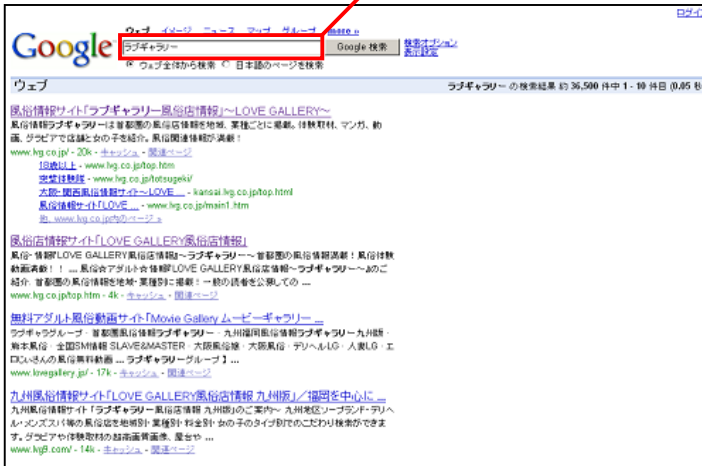 ログイ
ウェブ イメージ ニュース マップ グループ more »
Google
ラブギャラリー
Google 検索
検索オプション
表示設定
ウェブ全体から検索 日本語のページを検索
ウェブ
ラブギャラリー の検索結果 約 36,500 件中 1 - 10 件目 (0.05 秒
風俗情報サイト「ラブギャラリー風俗店情報」～LOVE GALLERY～
風俗情報ラブギャラリーは首都圏の風俗店情報を地域、業種ごとに掲載。体験取材、マンガ、動
画、グラビアで店舗と女の子を紹介。風俗関連情報が満載！
www.lvg.co.jp/ - 20k - キャッシュ - 関連ページ
18歳以上 - www.lvg.co.jp/top.htm
突撃体験隊 - www.lvg.co.jp/totsugeki/
大阪・関西風俗情報サイト～LOVE ... - kansai.lvg.co.jp/top.html
風俗情報サイト「LOVE ... - www.lvg.co.jp/main1.htm
他、www.lvg.co.jp内のページ »
風俗店情報サイト「LOVE GALLERY風俗店情報」
風俗・情報『LOVE GALLERY風俗店情報』～ラブギャラリー～首都圏の風俗情報満載！風俗体験
動画満載！！ ... 風俗☆アダルト☆情報『LOVE GALLERY風俗店情報～ラブギャラリー～』のご
紹介. 首都圏の風俗情報を地域・業種別に掲載！一般の読者を公募しての ...
www.lvg.co.jp/top.htm - 4k - キャッシュ - 関連ページ
無料アダルト風俗動画サイト「Movie Gallery ムービーギャラリー ...
ラブギャラグループ · 首都圏風俗情報ラブギャラリー · 九州福岡風俗情報ラブギャラリー九州版 ·
熊本風俗 · 全国SM情報 SLAVE&MASTER · 大阪風俗嬢 · 大阪風俗 · デリヘルLG · 人妻LG · エ
ロじいさんの風俗無料動画 ... ラブギャラリーグループ 】 ...
www.lovegallery.jp/ - 17k - キャッシュ - 関連ページ
九州風俗情報サイト「LOVE GALLERY風俗店情報 九州版」／福岡を中心に ...
九州風俗情報サイト「ラブギャラリー風俗店情報 九州版」のご案内～ 九州地区ソープランド・デリヘ
ル・メンズスパ等の風俗店を地域別・業種別・料金別・女の子のタイプ別でのこだわり検索ができま
す。グラビアや体験取材の超高画質画像、屋台や ...
www.lvg9.com/ - 14k - キャッシュ - 関連ページ